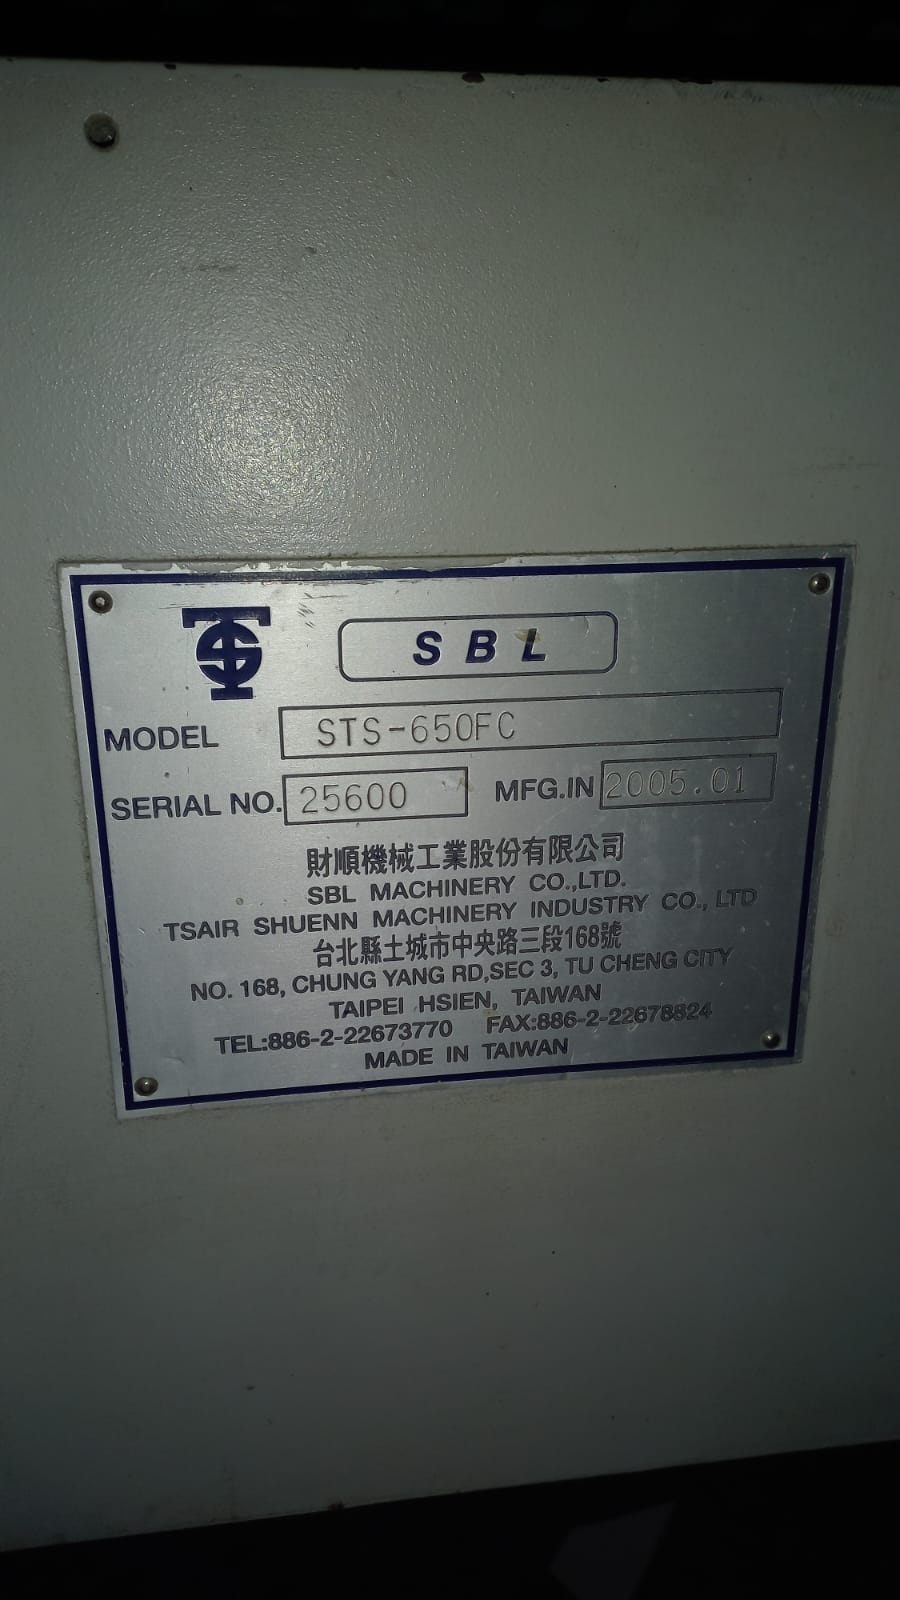 SBL
MODEL STS-650FC
SERIAL NO. 25600 MFG.IN 2005.01
財順機械工業股份有限公司
SBL MACHINERY CO.,LTD.
TSAIR SHUENN MACHINERY INDUSTRY CO., LTD
台北縣土城市中央路三段168號
NO. 168, CHUNG YANG RD,SEC 3, TU CHENG CITY
TAIPEI HSIEN, TAIWAN
TEL:886-2-22673770 FAX:886-2-22678824
MADE IN TAIWAN